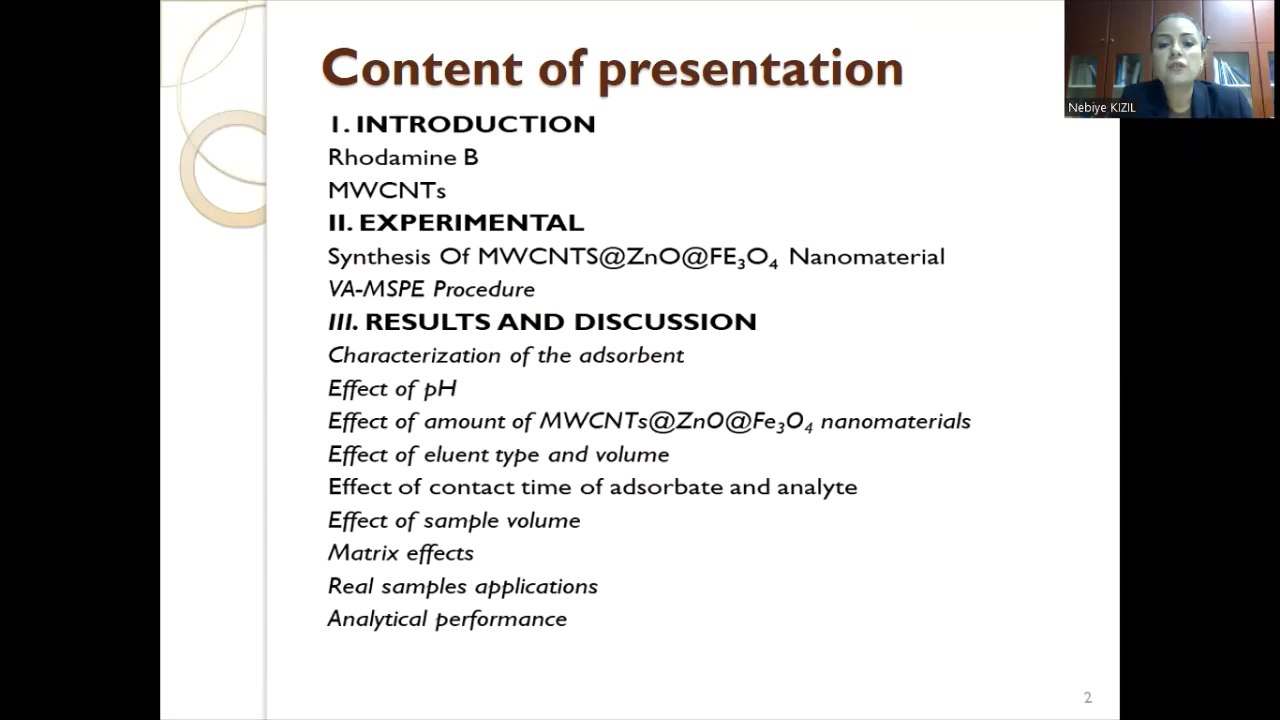 Content of presentation
I. INTRODUCTION
Rhodamine B
MWCNTs
II. EXPERIMENTAL
Synthesis Of MWCNTS@ZnO@FE₃O₄ Nanomaterial
VA-MSPE Procedure
III. RESULTS AND DISCUSSION
Characterization of the adsorbent
Effect of pH
Effect of amount of MWCNTs@ZnO@Fe₃O₄ nanomaterials
Effect of eluent type and volume
Effect of contact time of adsorbate and analyte
Effect of sample volume
Matrix effects
Real samples applications
Analytical performance
Nebiye KIZIL
2